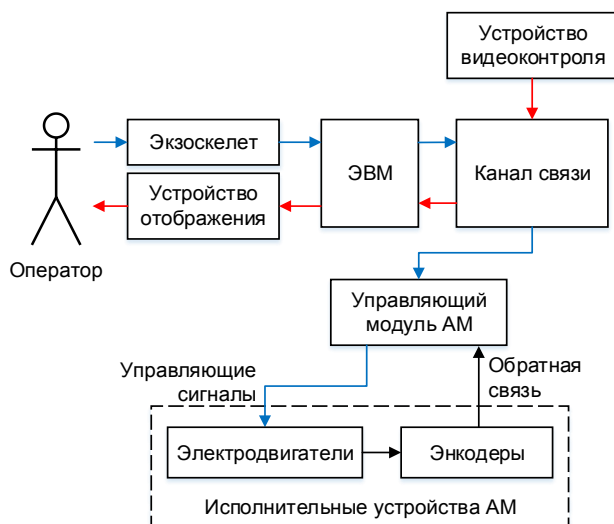 Устройство
видеоконтроля
Экзоскелет
ЭВМ
Канал связи
Устройство
отображения
Оператор
Управляющий
модуль АМ
Управляющие
сигналы
Обратная
связь
Электродвигатели
Энкодеры
Исполнительные устройства АМ